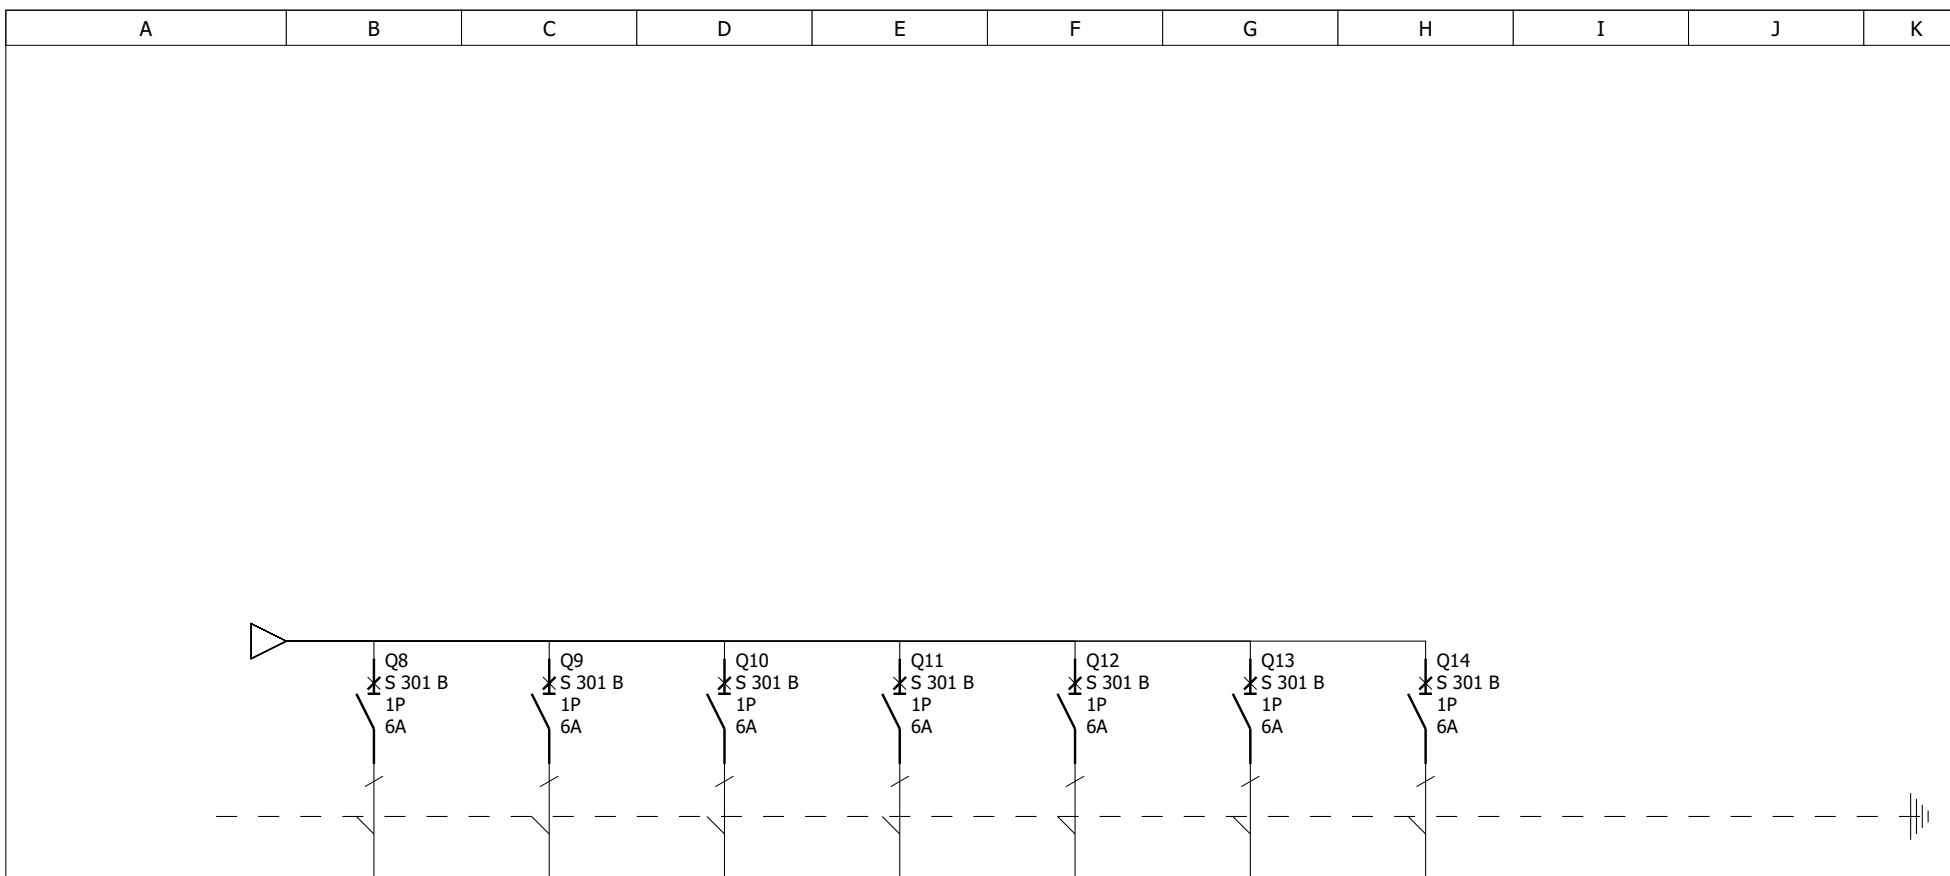 A B C D E F G H I J K
Q8 Q9 Q10 Q11 Q12 Q13 Q14
S 301 B S 301 B S 301 B S 301 B S 301 B S 301 B S 301 B
1P 1P 1P 1P 1P 1P 1P
6A 6A 6A 6A 6A 6A 6A